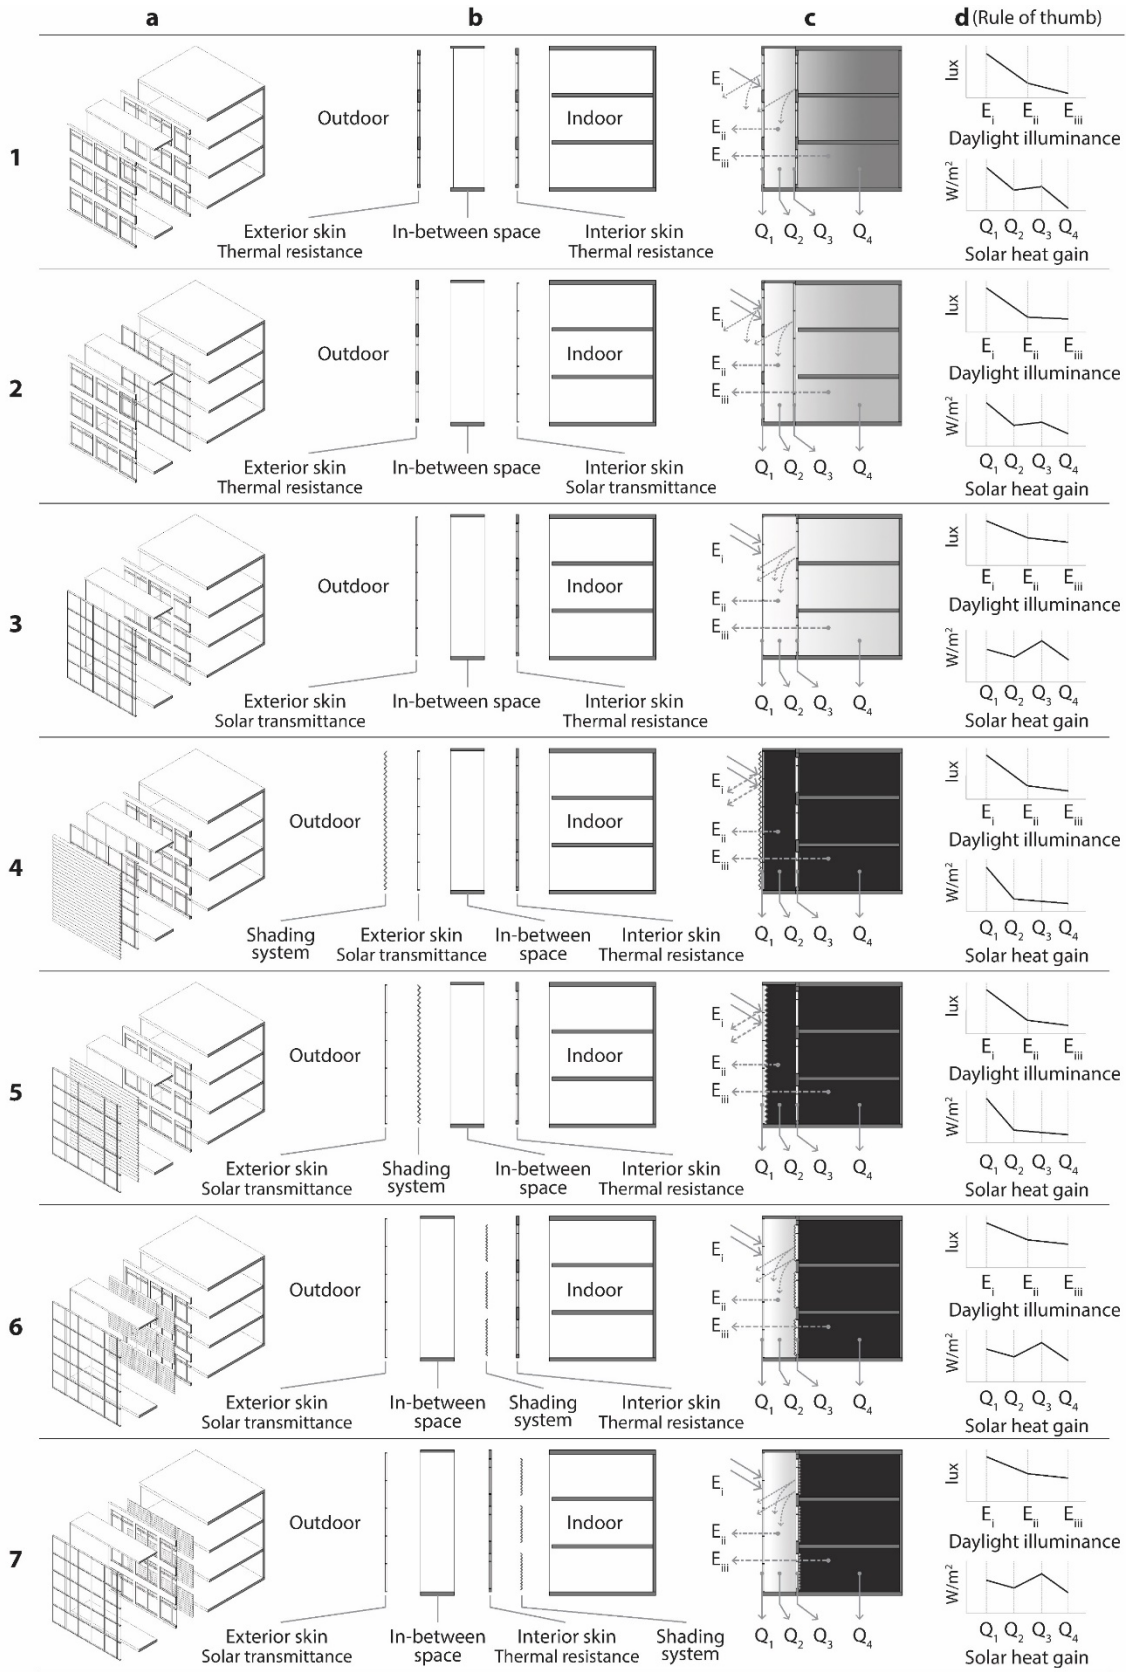 a b c d (Rule of thumb)
1
Outdoor
Indoor
Exterior skin
Thermal resistance
In-between space
Interior skin
Thermal resistance
Ei
Eii
Eiii
Q1 Q2 Q3 Q4
lux
Ei Eii Eiii
Daylight illuminance
W/m²
Q1 Q2 Q3 Q4
Solar heat gain
2
Outdoor
Indoor
Exterior skin
Thermal resistance
In-between space
Interior skin
Solar transmittance
Ei
Eii
Eiii
Q1 Q2 Q3 Q4
lux
Ei Eii Eiii
Daylight illuminance
W/m²
Q1 Q2 Q3 Q4
Solar heat gain
3
Outdoor
Indoor
Exterior skin
Solar transmittance
In-between space
Interior skin
Thermal resistance
Ei
Eii
Eiii
Q1 Q2 Q3 Q4
lux
Ei Eii Eiii
Daylight illuminance
W/m²
Q1 Q2 Q3 Q4
Solar heat gain
4
Outdoor
Indoor
Shading
system
Exterior skin
Solar transmittance
In-between
space
Interior skin
Thermal resistance
Ei
Eii
Eiii
Q1 Q2 Q3 Q4
lux
Ei Eii Eiii
Daylight illuminance
W/m²
Q1 Q2 Q3 Q4
Solar heat gain
5
Outdoor
Indoor
Exterior skin
Solar transmittance
Shading
system
In-between
space
Interior skin
Thermal resistance
Ei
Eii
Eiii
Q1 Q2 Q3 Q4
lux
Ei Eii Eiii
Daylight illuminance
W/m²
Q1 Q2 Q3 Q4
Solar heat gain
6
Outdoor
Indoor
Exterior skin
Solar transmittance
In-between
space
Shading
system
Interior skin
Thermal resistance
Ei
Eii
Eiii
Q1 Q2 Q3 Q4
lux
Ei Eii Eiii
Daylight illuminance
W/m²
Q1 Q2 Q3 Q4
Solar heat gain
7
Outdoor
Indoor
Exterior skin
Solar transmittance
In-between
space
Interior skin
Thermal resistance
Shading
system
Ei
Eii
Eiii
Q1 Q2 Q3 Q4
lux
Ei Eii Eiii
Daylight illuminance
W/m²
Q1 Q2 Q3 Q4
Solar heat gain